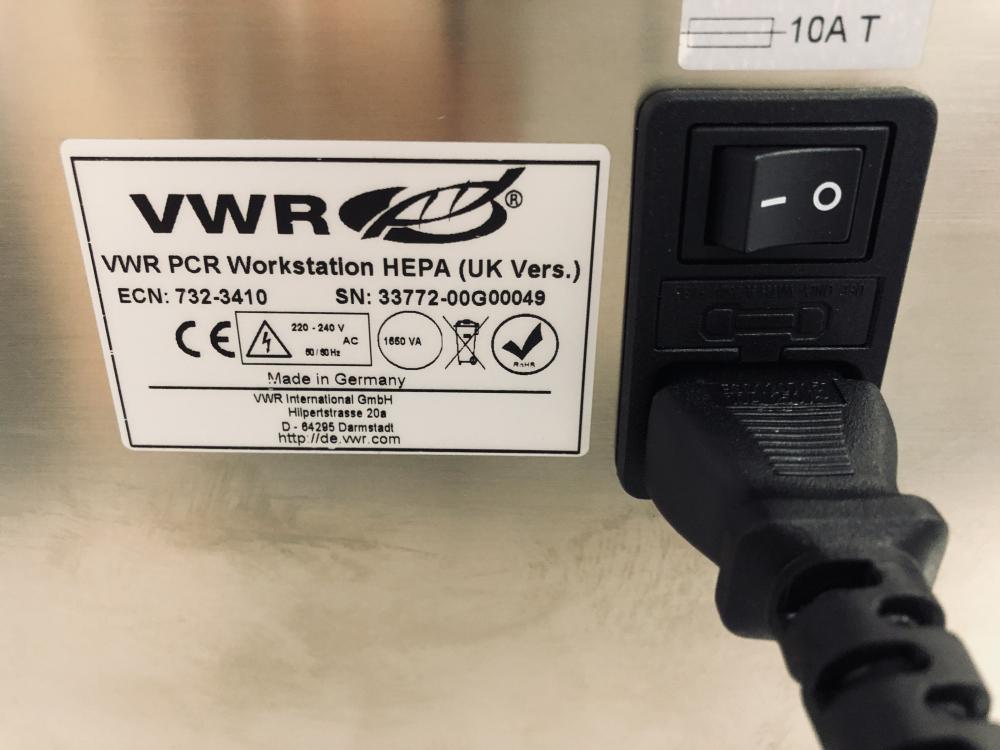 10A T
VWR ®
VWR PCR Workstation HEPA (UK Vers.)
ECN: 732-3410 SN: 33772-00G00049
CE
220 - 240 V
AC
50 / 60 Hz
1650 VA
RoHS
Made in Germany
VWR International GmbH
Hilpertstrasse 20a
D - 64295 Darmstadt
http://de.vwr.com